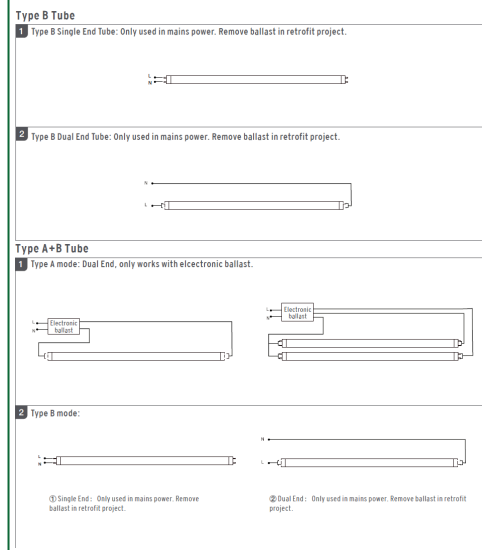 Type B Tube
1 Type B Single End Tube: Only used in mains power. Remove ballast in retrofit project.
L
N
2 Type B Dual End Tube: Only used in mains power. Remove ballast in retrofit project.
N
L
Type A+B Tube
1 Type A mode: Dual End, only works with elcectronic ballast.
L
N
Electronic
ballast
L
N
Electronic
ballast
2 Type B mode:
L
N
N
L
① Single End: Only used in mains power. Remove
ballast in retrofit project.
② Dual End: Only used in mains power. Remove ballast in retrofit
project.